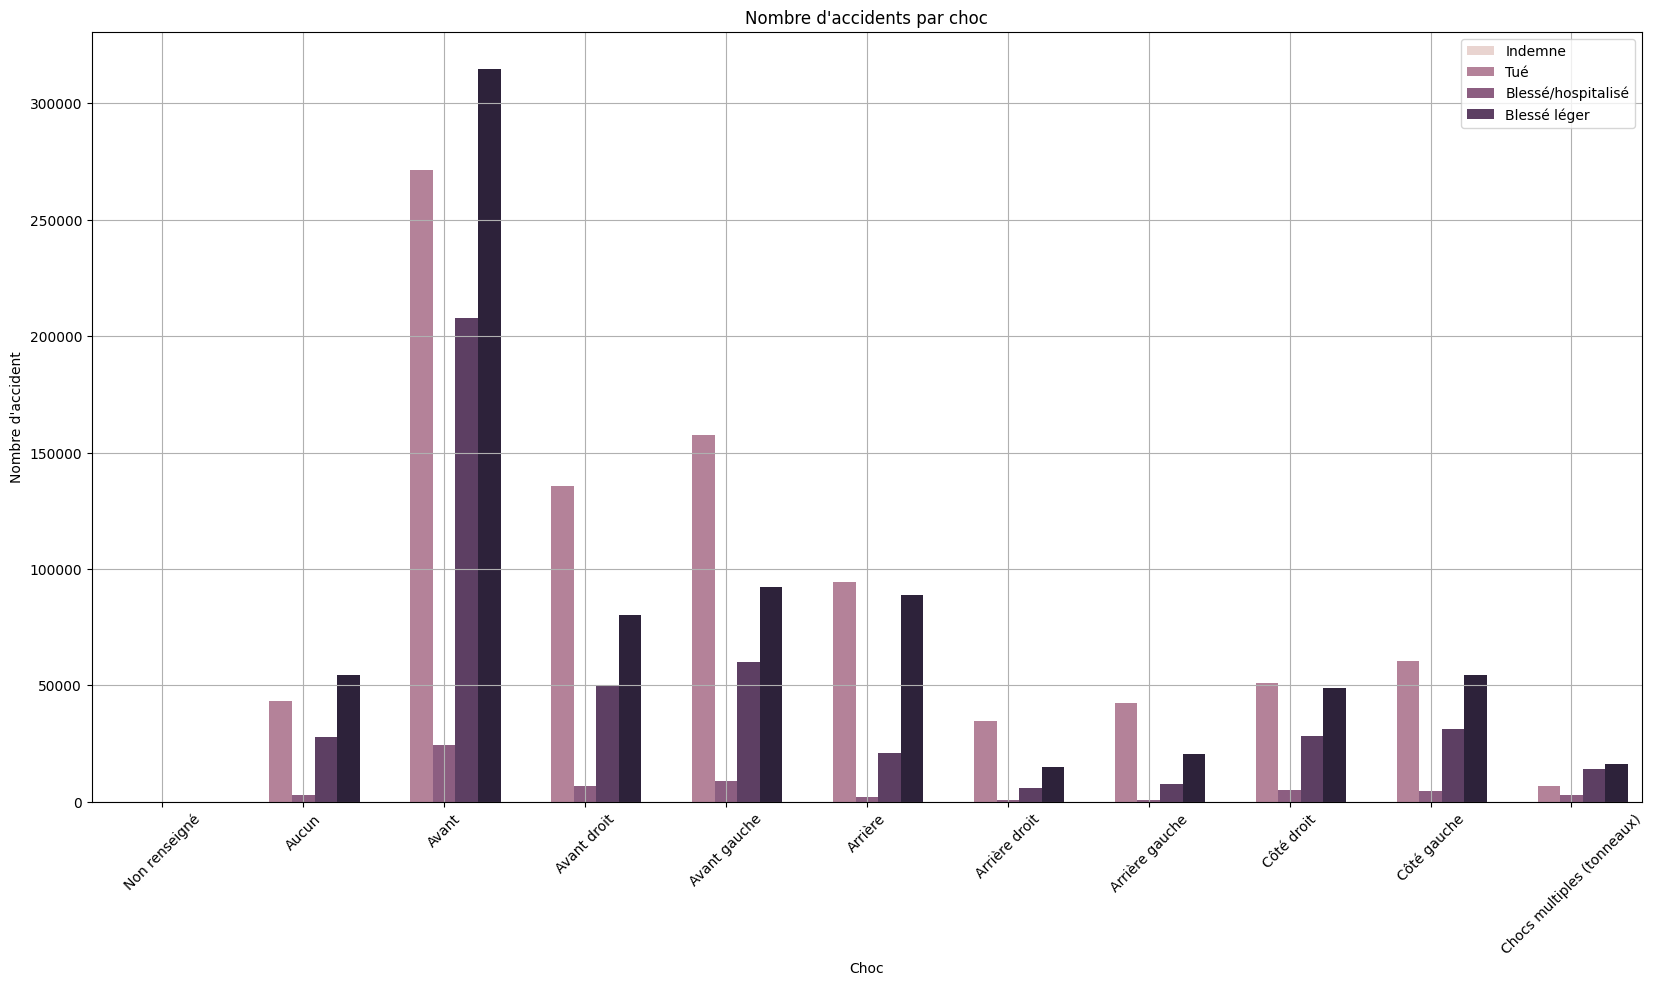 Nombre d'accidents par choc
Indemne
Tué
Blessé/hospitalisé
Blessé léger
Nombre d'accident
300000
250000
200000
150000
100000
50000
0
Non renseigné
Aucun
Avant
Avant droit
Avant gauche
Arrière
Arrière droit
Arrière gauche
Côté droit
Côté gauche
Chocs multiples (tonneaux)
Choc